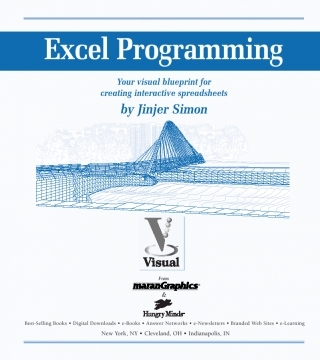 Excel Programming
Your visual blueprint for
creating interactive spreadsheets
by Jinjer Simon
V
Visual
From
maranGraphics®
&
Hungry Minds™
Best-Selling Books • Digital Downloads • e-Books • Answer Networks • e-Newsletters • Branded Web Sites • e-Learning
New York, NY • Cleveland, OH • Indianapolis, IN